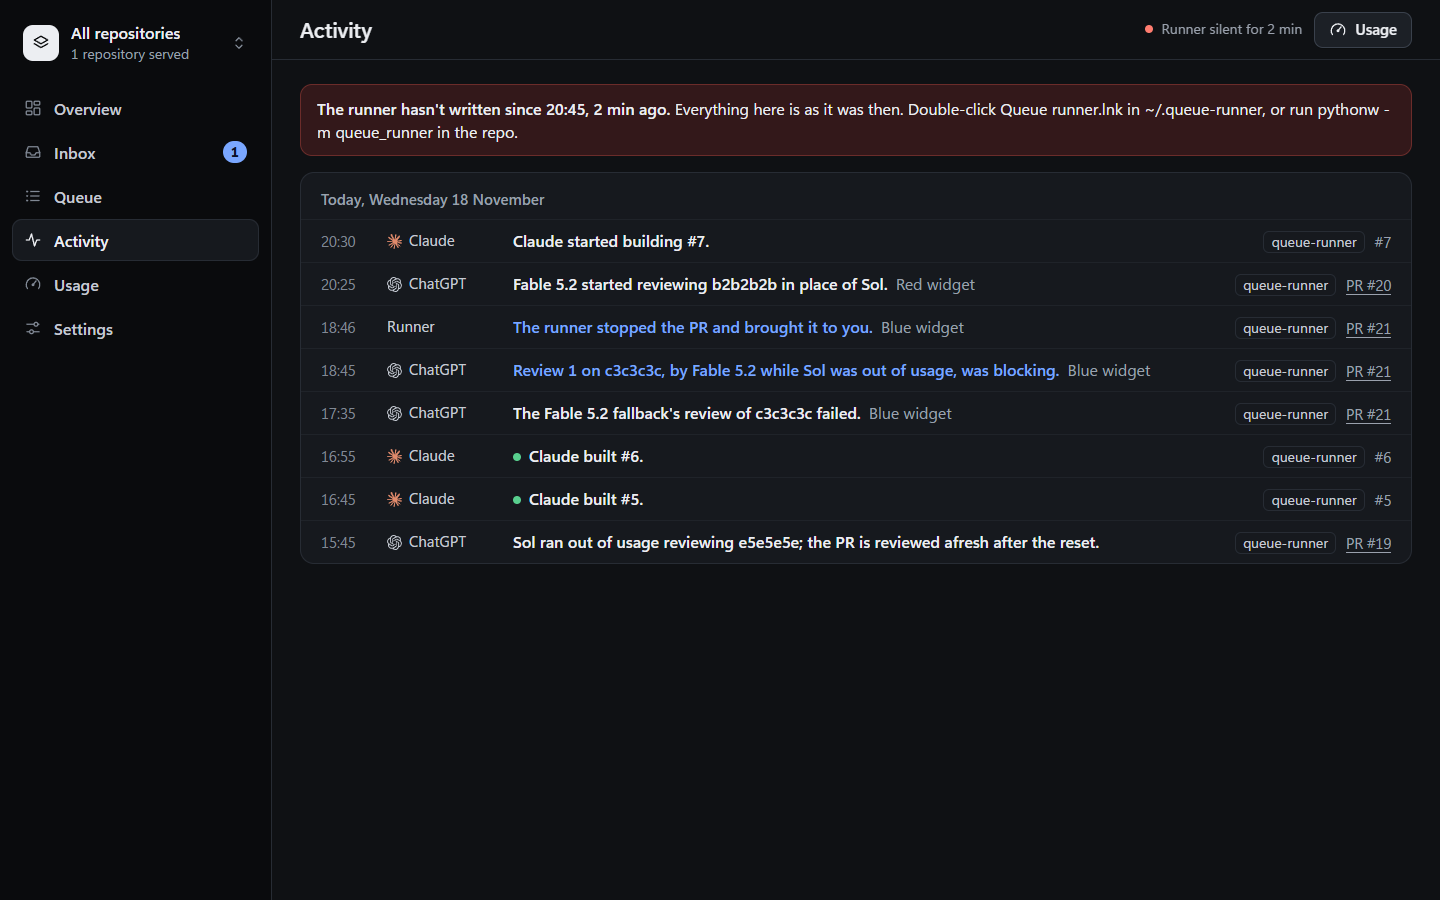 All repositories
1 repository served
Overview
Inbox 1
Queue
Activity
Usage
Settings
Activity
Runner silent for 2 min
Usage
The runner hasn't written since 20:45, 2 min ago. Everything here is as it was then. Double-click Queue runner.lnk in ~/.queue-runner, or run pythonw -
m queue_runner in the repo.
Today, Wednesday 18 November
20:30 Claude Claude started building #7. queue-runner #7
20:25 ChatGPT Fable 5.2 started reviewing b2b2b2b in place of Sol. Red widget queue-runner PR #20
18:46 Runner The runner stopped the PR and brought it to you. Blue widget queue-runner PR #21
18:45 ChatGPT Review 1 on c3c3c3c, by Fable 5.2 while Sol was out of usage, was blocking. Blue widget queue-runner PR #21
17:35 ChatGPT The Fable 5.2 fallback's review of c3c3c3c failed. Blue widget queue-runner PR #21
16:55 Claude Claude built #6. queue-runner #6
16:45 Claude Claude built #5. queue-runner #5
15:45 ChatGPT Sol ran out of usage reviewing e5e5e5e; the PR is reviewed afresh after the reset. queue-runner PR #19